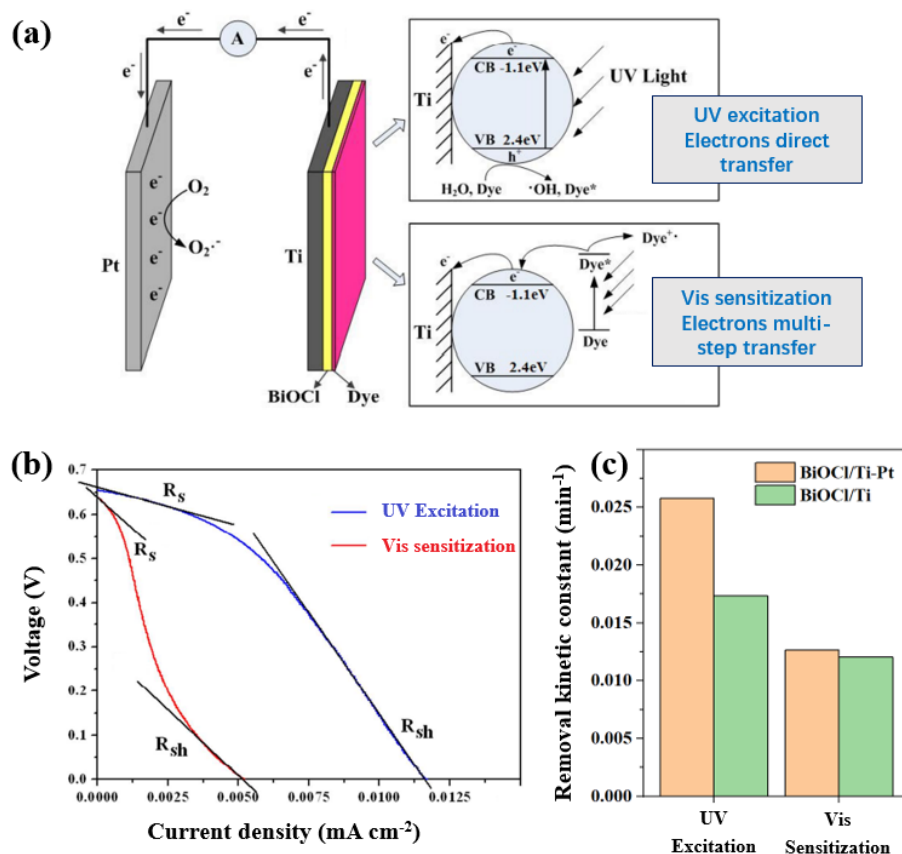 (a)
e⁻
e⁻
A
e⁻
e⁻
e⁻
e⁻
e⁻
e⁻
e⁻
e⁻
O₂
O₂·⁻
Pt
Ti
BiOCl
Dye
e⁻
e⁻
CB -1.1eV
UV Light
Ti
VB 2.4eV
h⁺
H₂O, Dye
·OH, Dye*
UV excitation
Electrons direct
transfer
e⁻
e⁻
CB -1.1eV
Dye⁺·
Dye*
Ti
Dye
VB 2.4eV
Vis sensitization
Electrons multi-
step transfer
(b)
0.7
0.6
0.5
0.4
0.3
0.2
0.1
0.0
Voltage (V)
Rs
Rs
UV Excitation
Vis sensitization
Rsh
Rsh
0.0000 0.0025 0.0050 0.0075 0.0100 0.0125
Current density (mA cm⁻²)
(c)
BiOCl/Ti-Pt
BiOCl/Ti
0.025
0.020
0.015
0.010
0.005
0.000
Removal kinetic constant (min⁻¹)
UV
Excitation
Vis
Sensitization